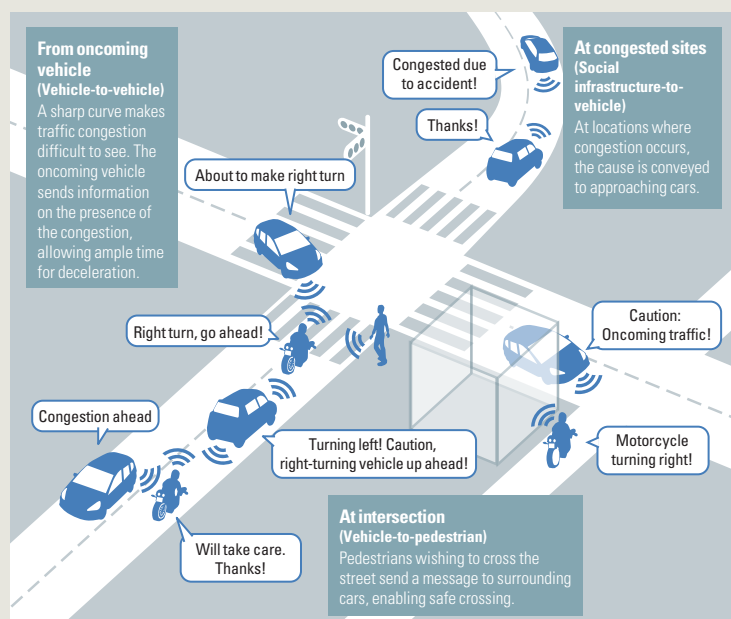 From oncoming
vehicle
(Vehicle-to-vehicle)
A sharp curve makes
traffic congestion
difficult to see. The
oncoming vehicle
sends information
on the presence of
the congestion,
allowing ample time
for deceleration.
Congested due
to accident!
Thanks!
At congested sites
(Social
infrastructure-to-
vehicle)
At locations where
congestion occurs,
the cause is conveyed
to approaching cars.
About to make right turn
Right turn, go ahead!
Caution:
Oncoming traffic!
Congestion ahead
Turning left! Caution,
right-turning vehicle up ahead!
Motorcycle
turning right!
Will take care.
Thanks!
At intersection
(Vehicle-to-pedestrian)
Pedestrians wishing to cross the
street send a message to surrounding
cars, enabling safe crossing.